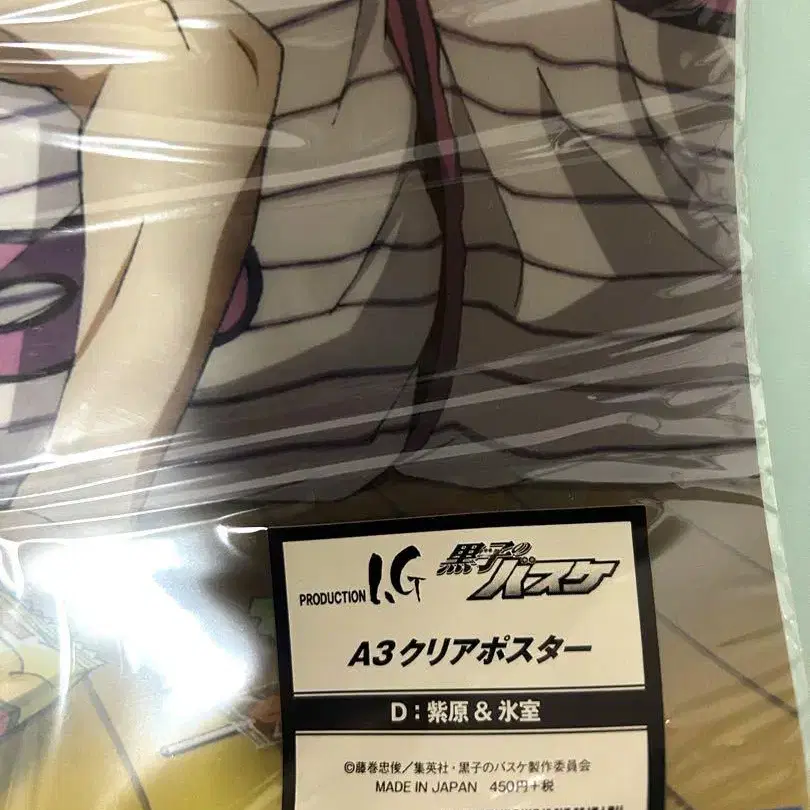 PRODUCTION I.G
黒子のバスケ
A3クリアポスター
D：紫原 & 氷室
©藤巻忠俊／集英社・黒子のバスケ製作委員会
MADE IN JAPAN 450円+税